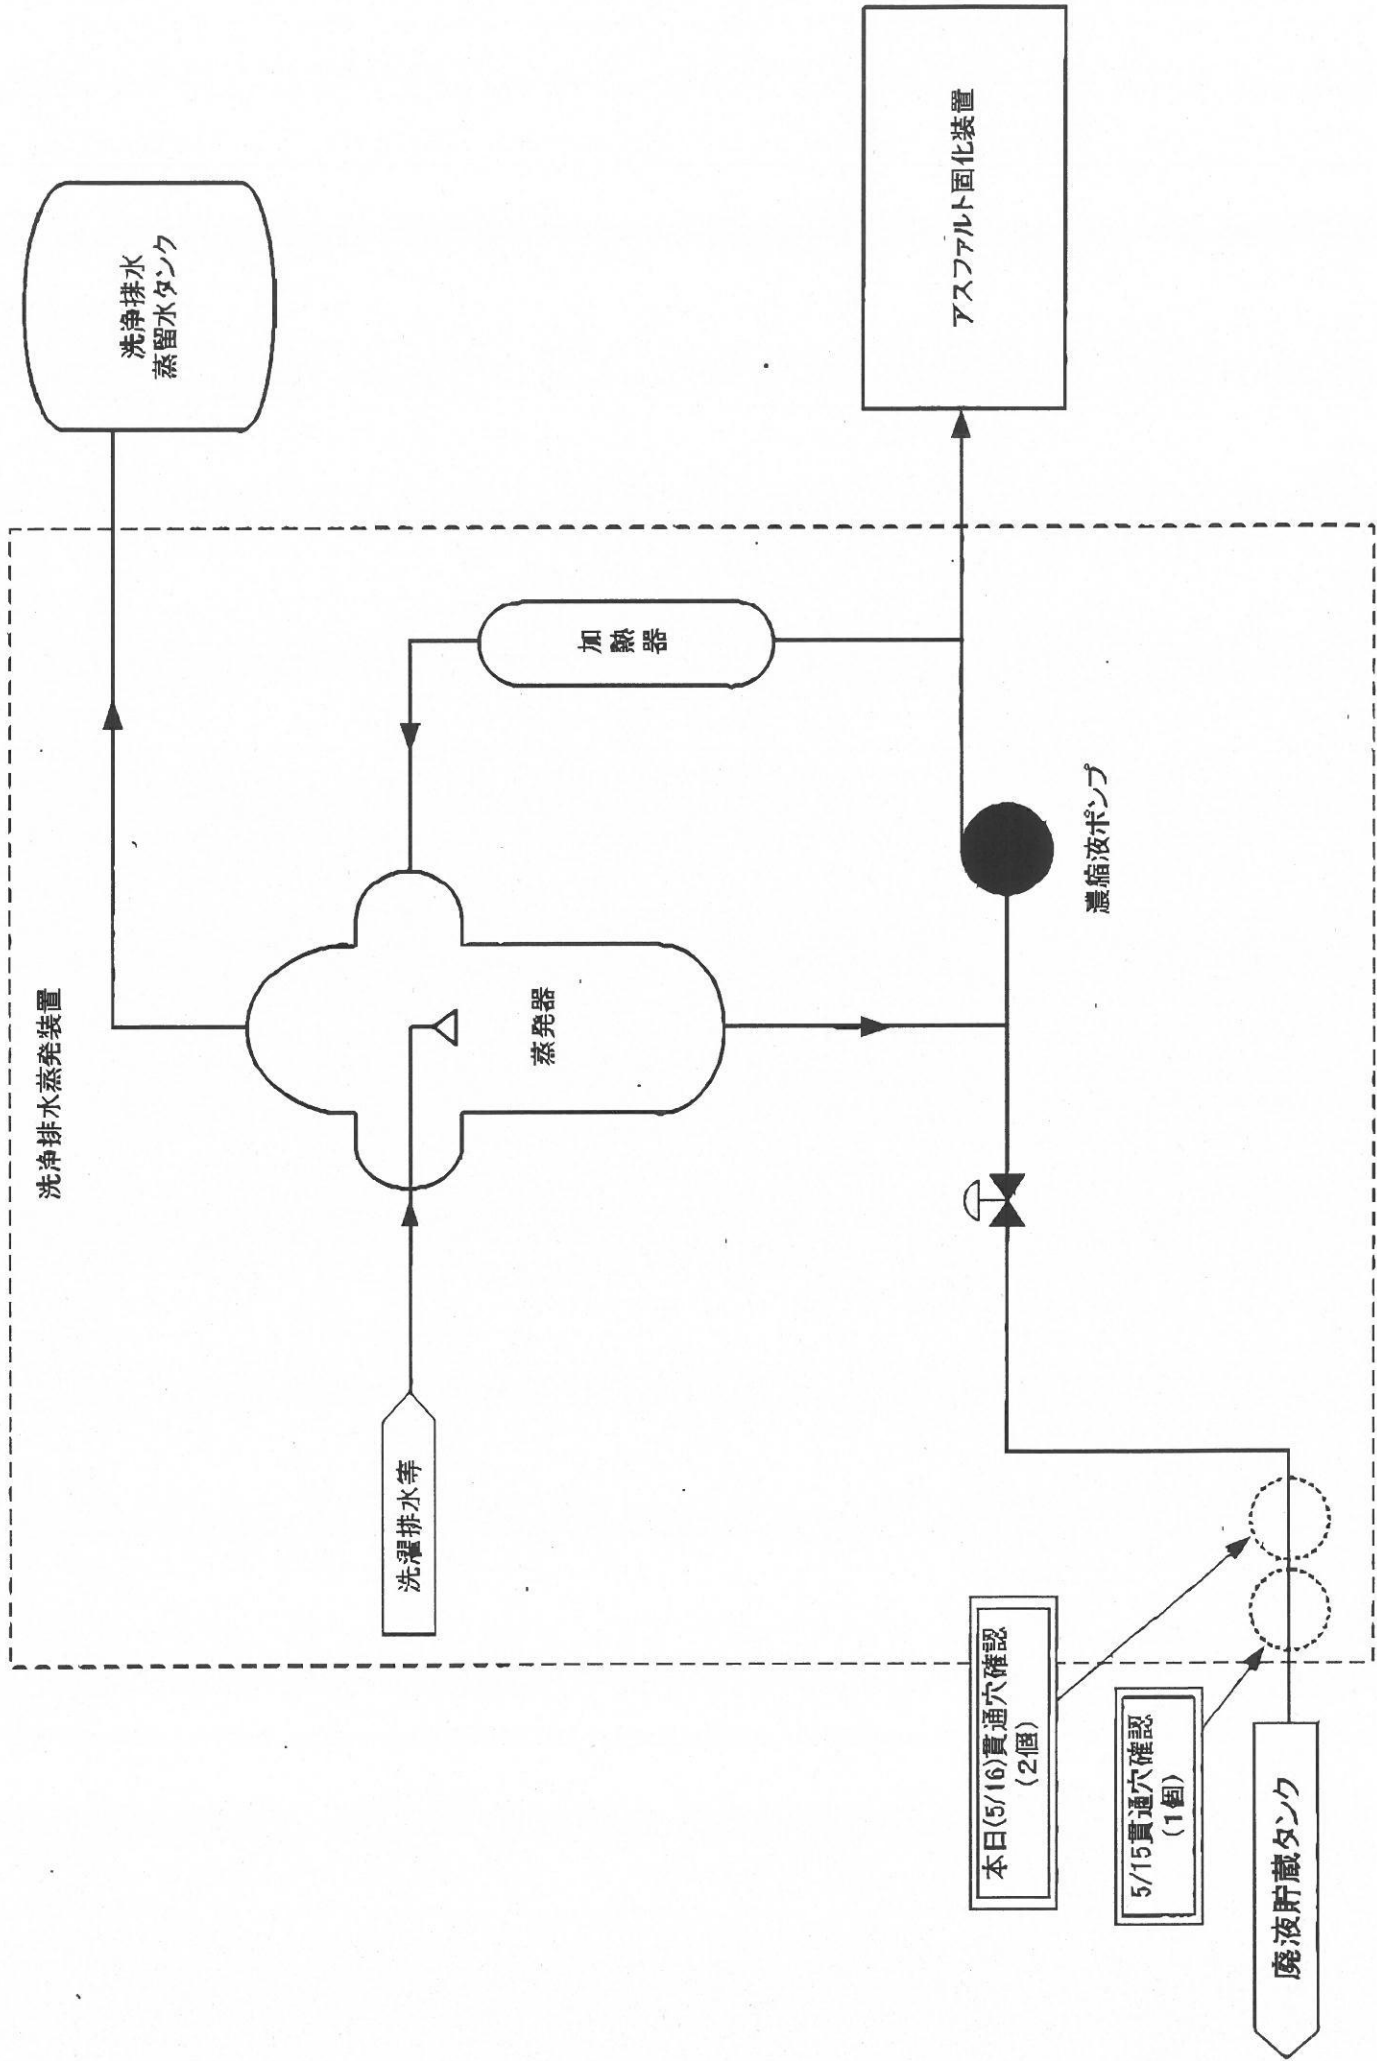 洗浄排水蒸発装置
洗浄排水
蒸留水タンク
洗濯排水等
蒸発器
加
熱
器
濃縮液ポンプ
アスファルト固化装置
本日(5/16)貫通穴確認
(2個)
5/15貫通穴確認
(1個)
廃液貯蔵タンク